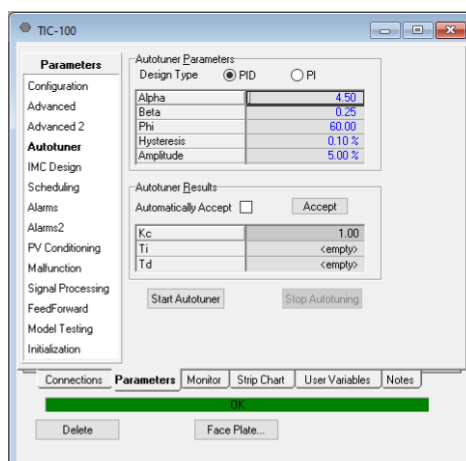 TIC-100
Parameters
Configuration
Advanced
Advanced 2
Autotuner
IMC Design
Scheduling
Alarms
Alarms2
PV Conditioning
Malfunction
Signal Processing
FeedForward
Model Testing
Initialization
Autotuner Parameters
Design Type PID PI
Alpha 4.50
Beta 0.25
Phi 60.00
Hysteresis 0.10 %
Amplitude 5.00 %
Autotuner Results
Automatically Accept Accept
Kc 1.00
Ti <empty>
Td <empty>
Start Autotuner Stop Autotuning
Connections Parameters Monitor Strip Chart User Variables Notes
OK
Delete Face Plate...